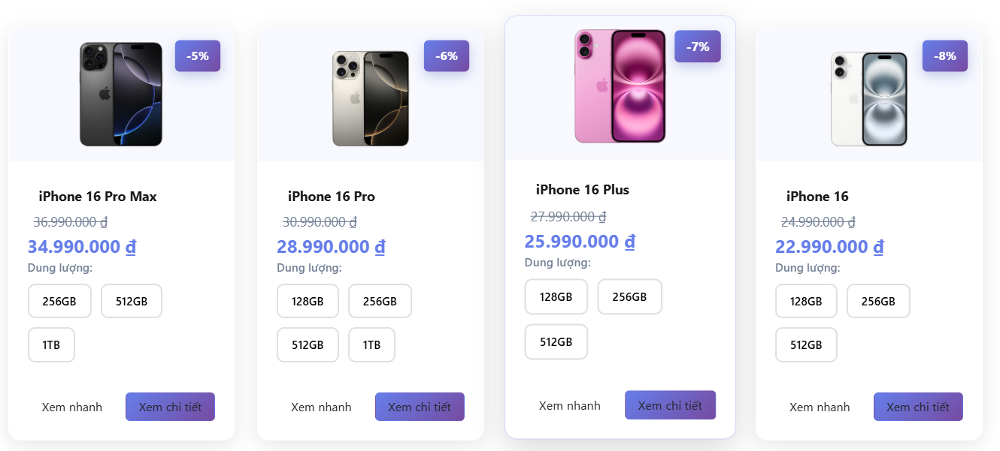 -5%
iPhone 16 Pro Max
36.990.000 ₫
34.990.000 ₫
Dung lượng:
256GB
512GB
1TB
Xem nhanh
Xem chi tiết
-6%
iPhone 16 Pro
30.990.000 ₫
28.990.000 ₫
Dung lượng:
128GB
256GB
512GB
1TB
Xem nhanh
Xem chi tiết
-7%
iPhone 16 Plus
27.990.000 ₫
25.990.000 ₫
Dung lượng:
128GB
256GB
512GB
Xem nhanh
Xem chi tiết
-8%
iPhone 16
24.990.000 ₫
22.990.000 ₫
Dung lượng:
128GB
256GB
512GB
Xem nhanh
Xem chi tiết